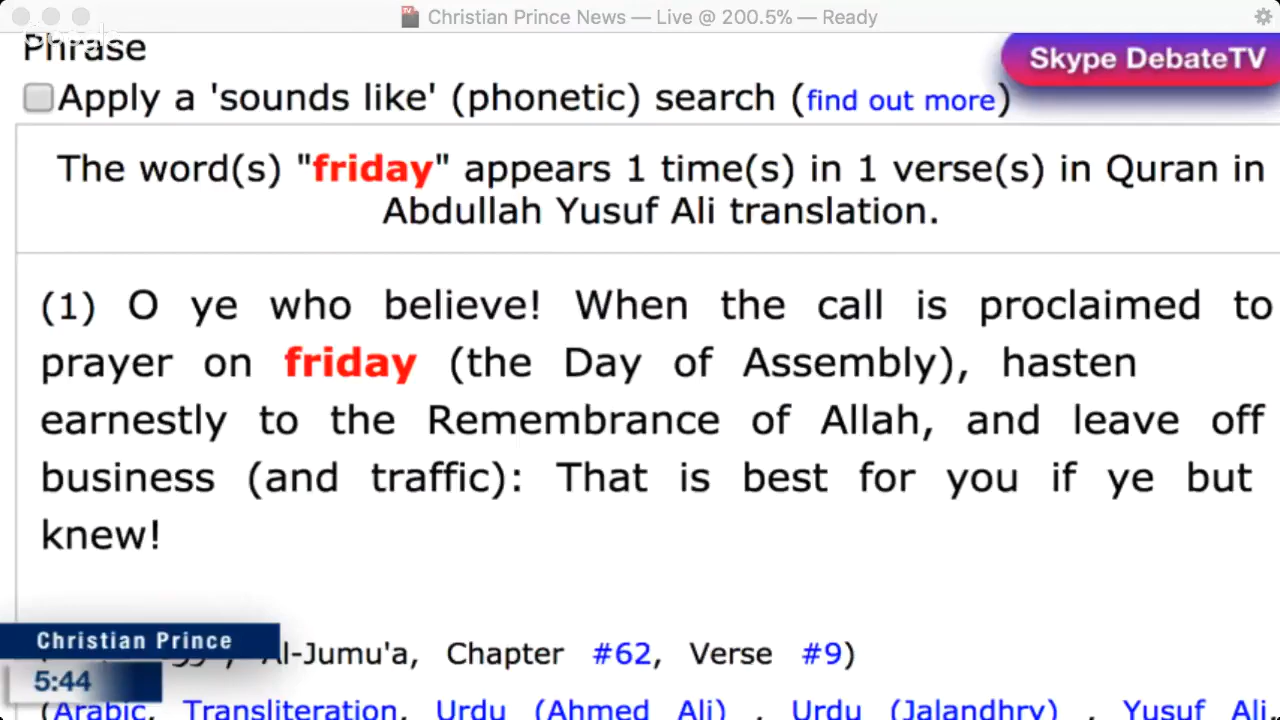 Christian Prince News — Live @ 200.5% — Ready
Google
Phrase
Skype DebateTV
Apply a 'sounds like' (phonetic) search (find out more)
The word(s) "friday" appears 1 time(s) in 1 verse(s) in Quran in
Abdullah Yusuf Ali translation.
(1) O ye who believe! When the call is proclaimed to
prayer on friday (the Day of Assembly), hasten
earnestly to the Remembrance of Allah, and leave off
business (and traffic): That is best for you if ye but
knew!
Christian Prince
Al-Jumu'a, Chapter #62, Verse #9)
5:44
(Arabic, Transliteration, Urdu (Ahmed Ali) , Urdu (Jalandhry) , Yusuf Ali,